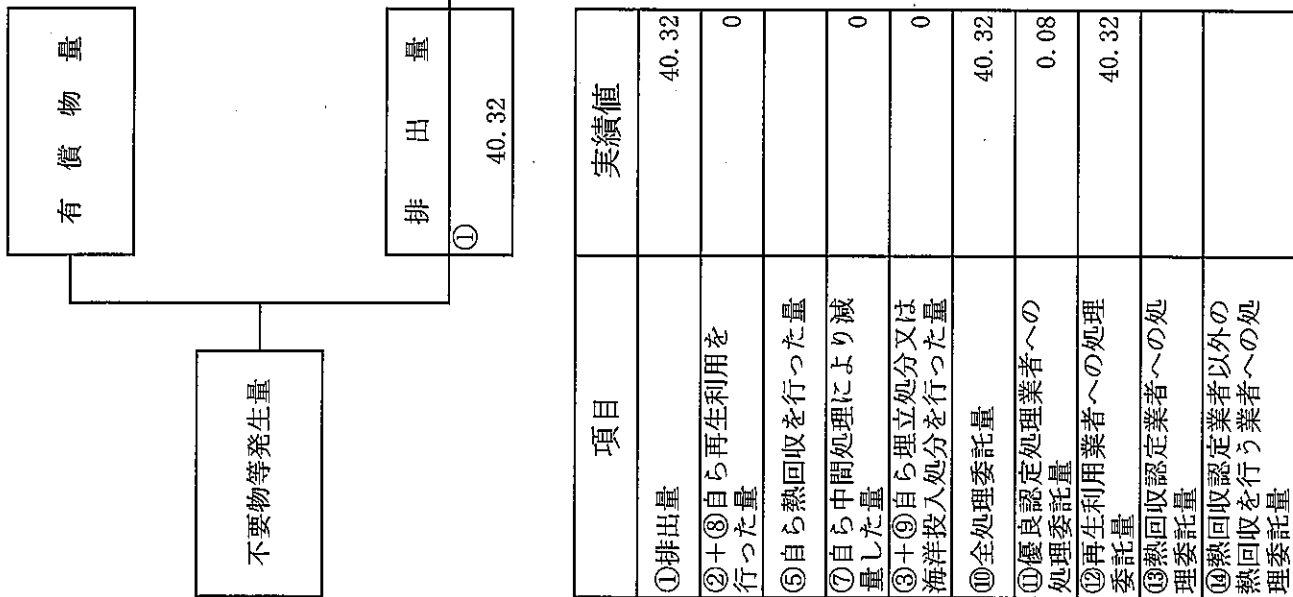 有償物量
不要物等発生量
排出量
①
40.32
項目 実績値
①排出量 40.32
②+⑧自ら再生利用を
行った量 0
⑤自ら熱回収を行った量
⑦自ら中間処理により減
量した量 0
③+⑨自ら埋立処分又は
海洋投入処分を行った量 0
⑩全処理委託量 40.32
⑪優良認定処理業者への
処理委託量 0.08
⑫再生利用業者への処理
委託量 40.32
⑬熱回収認定業者への処
理委託量
⑭熱回収認定業者以外の
熱回収を行う業者への処
理委託量